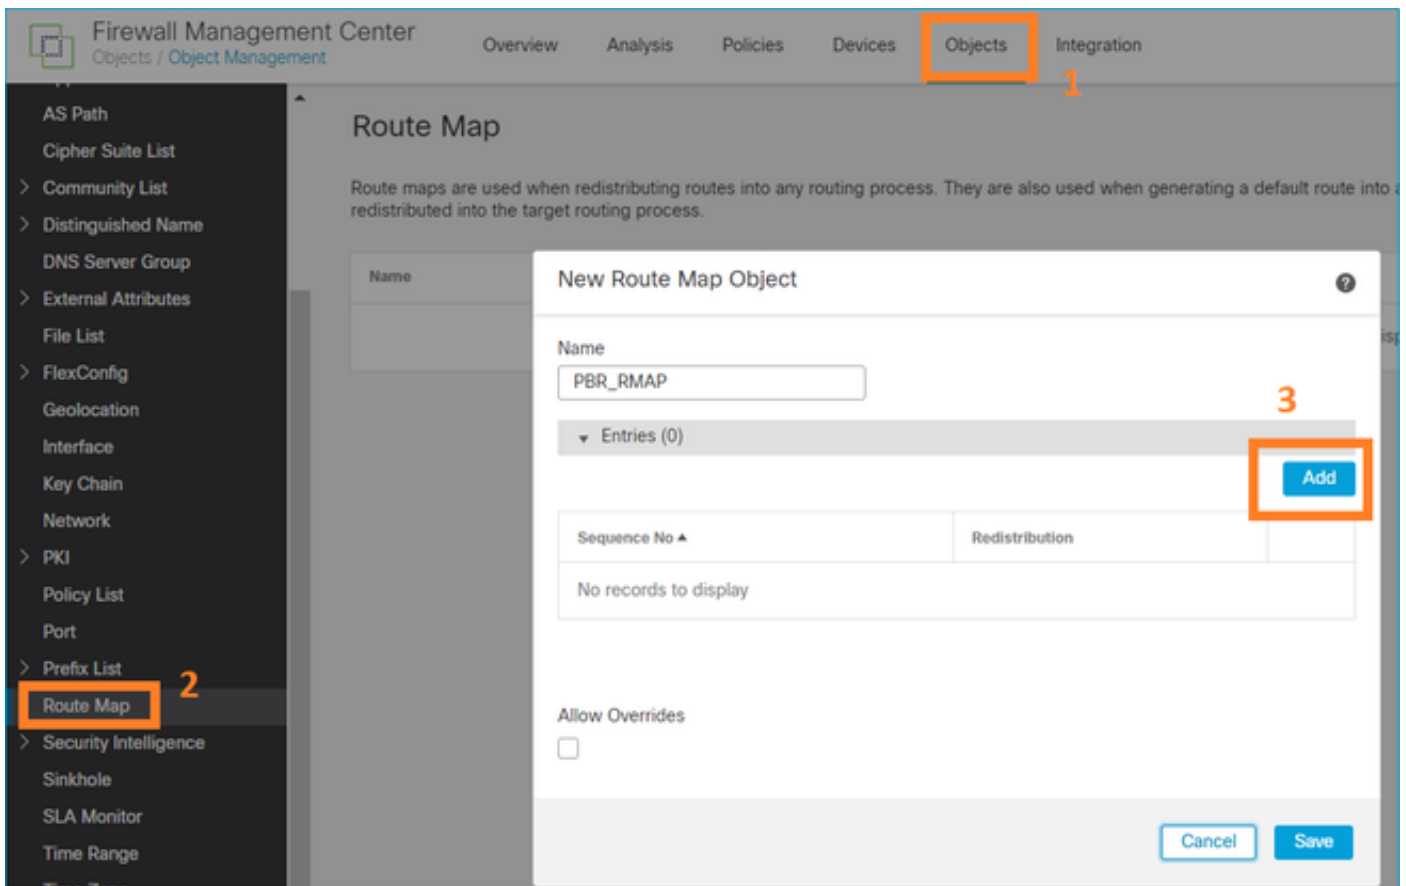 Firewall Management Center
Objects / Object Management
Overview
Analysis
Policies
Devices
Objects
Integration
1
AS Path
Cipher Suite List
Community List
Distinguished Name
DNS Server Group
External Attributes
File List
FlexConfig
Geolocation
Interface
Key Chain
Network
PKI
Policy List
Port
Prefix List
2
Route Map
Security Intelligence
Sinkhole
SLA Monitor
Time Range
Route Map
Route maps are used when redistributing routes into any routing process. They are also used when generating a default route into
redistributed into the target routing process.
Name
New Route Map Object
?
Name
PBR_RMAP
3
Entries (0)
Add
Sequence No
Redistribution
No records to display
Allow Overrides
Cancel
Save